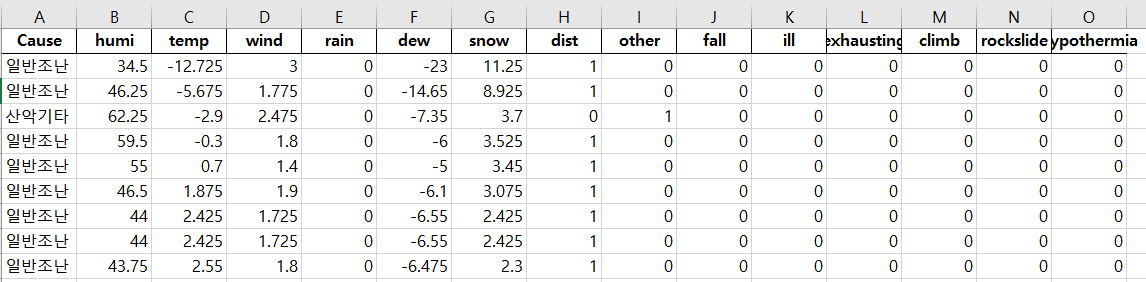 A B C D E F G H I J K L M N O
Cause humi temp wind rain dew snow dist other fall ill exhausting climb rockslide ypothermia
일반조난 34.5 -12.725 3 0 -23 11.25 1 0 0 0 0 0 0 0
일반조난 46.25 -5.675 1.775 0 -14.65 8.925 1 0 0 0 0 0 0 0
산악기타 62.25 -2.9 2.475 0 -7.35 3.7 0 1 0 0 0 0 0 0
일반조난 59.5 -0.3 1.8 0 -6 3.525 1 0 0 0 0 0 0 0
일반조난 55 0.7 1.4 0 -5 3.45 1 0 0 0 0 0 0 0
일반조난 46.5 1.875 1.9 0 -6.1 3.075 1 0 0 0 0 0 0 0
일반조난 44 2.425 1.725 0 -6.55 2.425 1 0 0 0 0 0 0 0
일반조난 44 2.425 1.725 0 -6.55 2.425 1 0 0 0 0 0 0 0
일반조난 43.75 2.55 1.8 0 -6.475 2.3 1 0 0 0 0 0 0 0